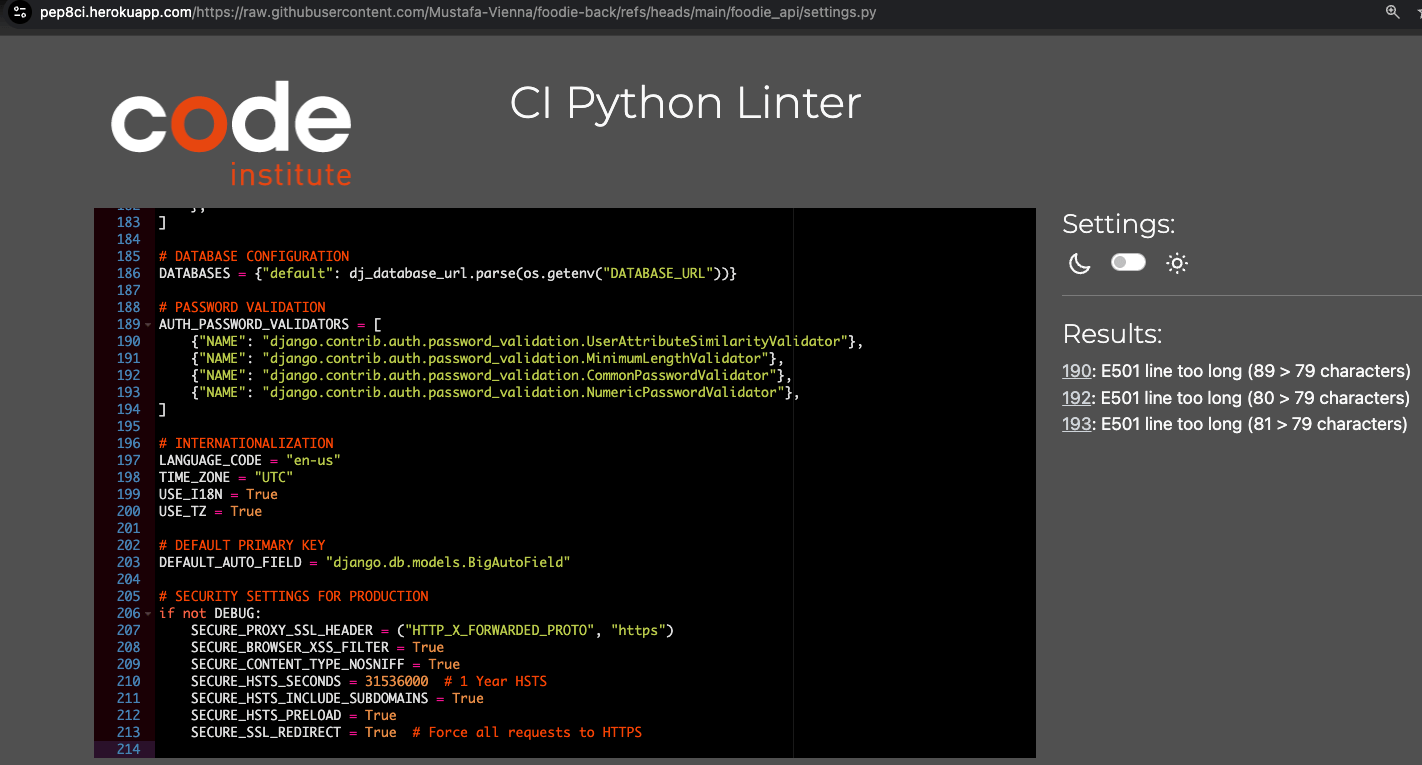 pep8ci.herokuapp.com/https://raw.githubusercontent.com/Mustafa-Vienna/foodie-back/refs/heads/main/foodie_api/settings.py
code
institute
CI Python Linter
182     },
183 ]
184
185 # DATABASE CONFIGURATION
186 DATABASES = {"default": dj_database_url.parse(os.getenv("DATABASE_URL"))}
187
188 # PASSWORD VALIDATION
189 AUTH_PASSWORD_VALIDATORS = [
190     {"NAME": "django.contrib.auth.password_validation.UserAttributeSimilarityValidator"},
191     {"NAME": "django.contrib.auth.password_validation.MinimumLengthValidator"},
192     {"NAME": "django.contrib.auth.password_validation.CommonPasswordValidator"},
193     {"NAME": "django.contrib.auth.password_validation.NumericPasswordValidator"},
194 ]
195
196 # INTERNATIONALIZATION
197 LANGUAGE_CODE = "en-us"
198 TIME_ZONE = "UTC"
199 USE_I18N = True
200 USE_TZ = True
201
202 # DEFAULT PRIMARY KEY
203 DEFAULT_AUTO_FIELD = "django.db.models.BigAutoField"
204
205 # SECURITY SETTINGS FOR PRODUCTION
206 if not DEBUG:
207     SECURE_PROXY_SSL_HEADER = ("HTTP_X_FORWARDED_PROTO", "https")
208     SECURE_BROWSER_XSS_FILTER = True
209     SECURE_CONTENT_TYPE_NOSNIFF = True
210     SECURE_HSTS_SECONDS = 31536000  # 1 Year HSTS
211     SECURE_HSTS_INCLUDE_SUBDOMAINS = True
212     SECURE_HSTS_PRELOAD = True
213     SECURE_SSL_REDIRECT = True  # Force all requests to HTTPS
214
Settings:
Results:
190: E501 line too long (89 > 79 characters)
192: E501 line too long (80 > 79 characters)
193: E501 line too long (81 > 79 characters)